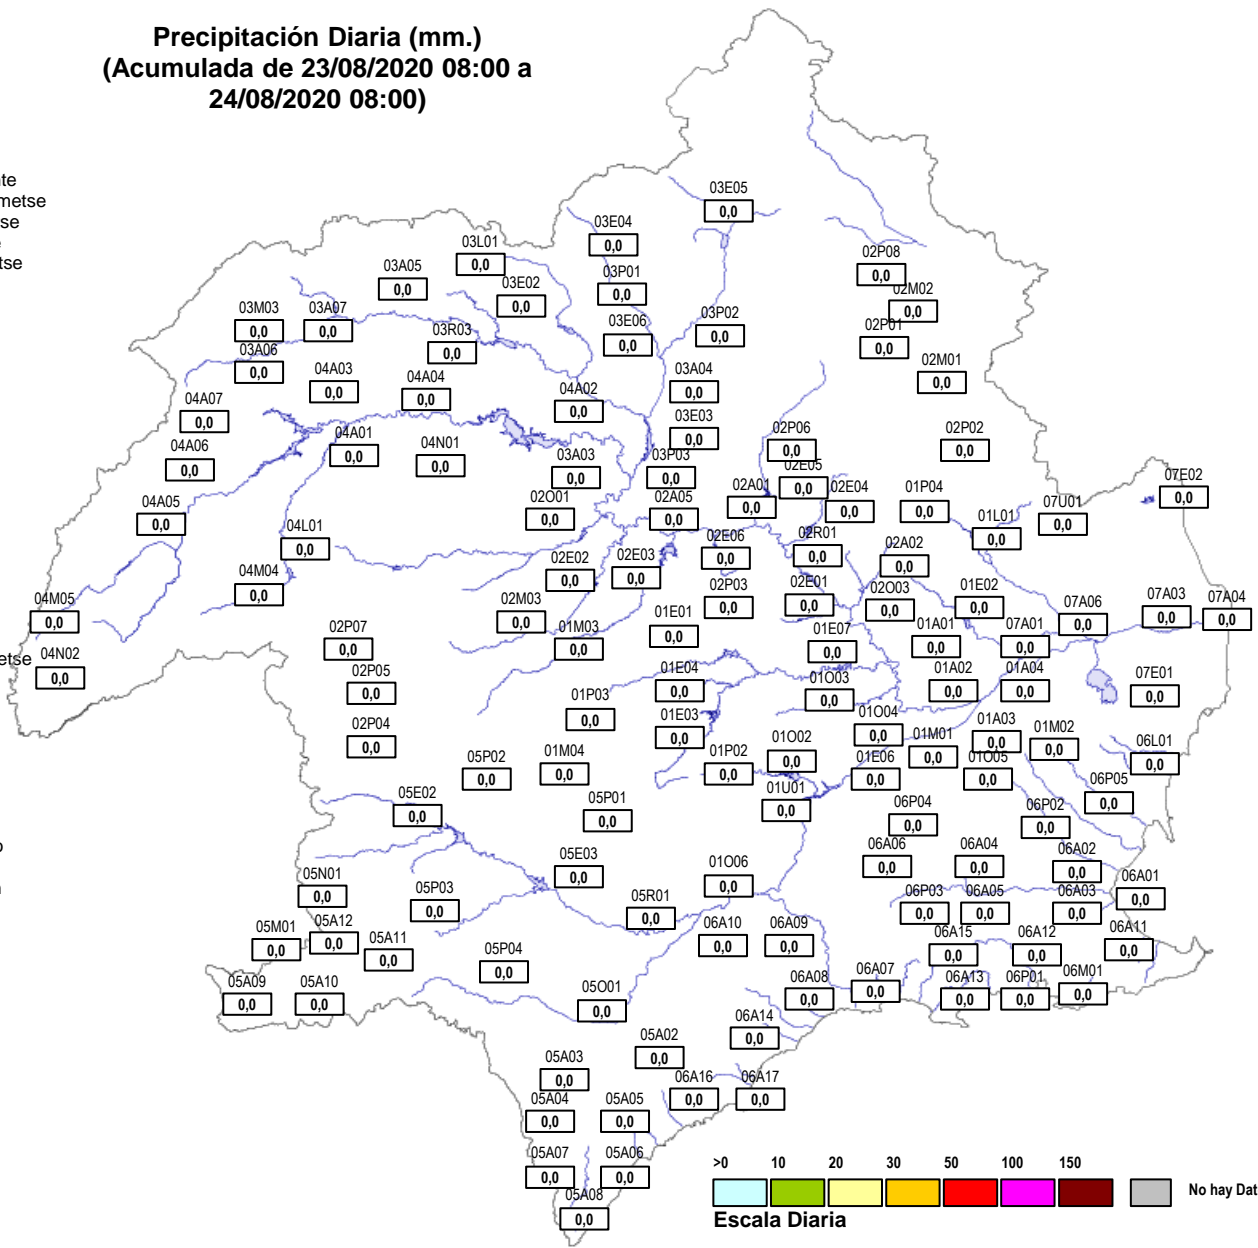 Precipitación Diaria (mm.)
(Acumulada de 23/08/2020 08:00 a
24/08/2020 08:00)
te
metse
se
tse
03E05
0,0
03E04
0,0
03L01
0,0
02P08
0,0
03A05
0,0
03P01
0,0
03E02
0,0
02M02
0,0
03M03
0,0
03A07
0,0
03P02
0,0
03E06
0,0
03R03
0,0
02P01
0,0
03A06
0,0
02M01
0,0
04A03
0,0
04A04
0,0
03A04
0,0
04A02
0,0
04A07
0,0
03E03
0,0
04A01
0,0
04N01
0,0
02P06
0,0
02P02
0,0
04A06
0,0
03A03
0,0
03P03
0,0
02E05
0,0
07E02
0,0
04A05
0,0
02O01
0,0
02A05
0,0
02A01
0,0
02E04
0,0
01P04
0,0
07U01
0,0
01L01
0,0
04L01
0,0
02E06
0,0
02R01
0,0
02A02
0,0
02E02
0,0
02E03
0,0
04M04
0,0
02P03
0,0
02E01
0,0
02O03
0,0
01E02
0,0
04M05
0,0
02M03
0,0
01E01
0,0
07A06
0,0
07A03
0,0
07A04
0,0
02P07
0,0
01M03
0,0
01E07
0,0
01A01
0,0
07A01
0,0
etse
04N02
0,0
02P05
0,0
01E04
0,0
01O03
0,0
01A02
0,0
01A04
0,0
07E01
0,0
01P03
0,0
01E03
0,0
01O04
0,0
01A03
0,0
01M02
0,0
02P04
0,0
01O02
0,0
01M01
0,0
06L01
0,0
05P02
0,0
01M04
0,0
01P02
0,0
01E06
0,0
01O05
0,0
05E02
0,0
05P01
0,0
01U01
0,0
06P04
0,0
06P02
0,0
06P05
0,0
05E03
0,0
06A06
0,0
06A04
0,0
06A02
0,0
05N01
0,0
05P03
0,0
01O06
0,0
06A01
0,0
05R01
0,0
06P03
0,0
06A05
0,0
06A03
0,0
05M01
0,0
05A12
0,0
05A11
0,0
06A10
0,0
06A09
0,0
06A15
0,0
06A12
0,0
06A11
0,0
05P04
0,0
05A09
0,0
05A10
0,0
05O01
0,0
06A08
0,0
06A07
0,0
06A13
0,0
06P01
0,0
06M01
0,0
06A14
0,0
05A02
0,0
05A03
0,0
06A16
0,0
06A17
0,0
05A04
0,0
05A05
0,0
05A07
0,0
05A06
0,0
05A08
0,0
>0 10 20 30 50 100 150
No hay Dat
Escala Diaria